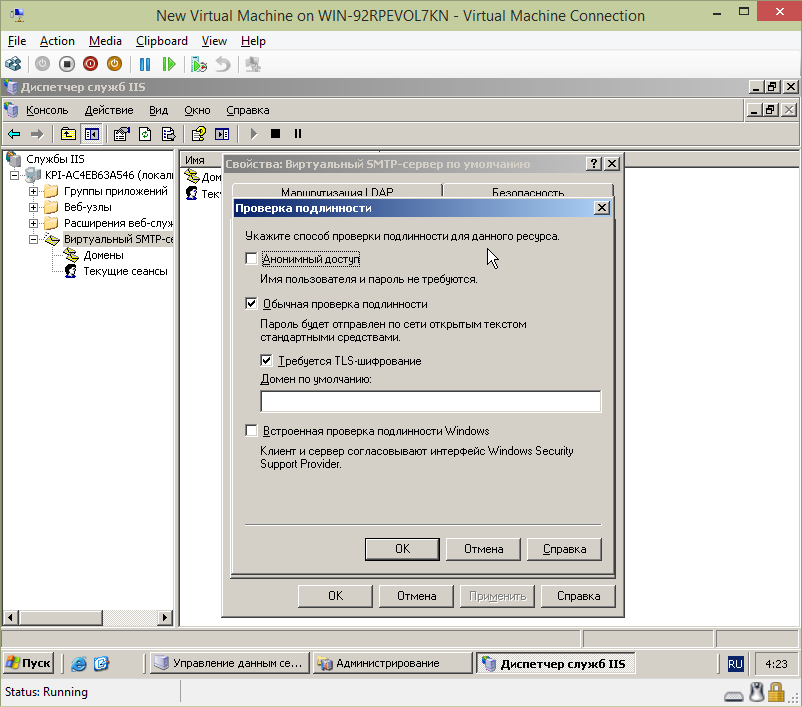 New Virtual Machine on WIN-92RPEVOL7KN - Virtual Machine Connection
File Action Media Clipboard View Help
Диспетчер служб IIS
Консоль Действие Вид Окно Справка
Службы IIS
KPI-AC4EB63A546 (локал
Группы приложений
Веб-узлы
Расширения веб-служ
Виртуальный SMTP-се
Домены
Текущие сеансы
Имя
Дом
Тек
Свойства: Виртуальный SMTP-сервер по умолчанию
Маршрутизация LDAP Безопасность
Проверка подлинности
Укажите способ проверки подлинности для данного ресурса.
Анонимный доступ
Имя пользователя и пароль не требуются.
Обычная проверка подлинности
Пароль будет отправлен по сети открытым текстом
стандартными средствами.
Требуется TLS-шифрование
Домен по умолчанию:
Встроенная проверка подлинности Windows
Клиент и сервер согласовывают интерфейс Windows Security
Support Provider.
OK Отмена Справка
OK Отмена Применить Справка
Пуск Управление данным се... Администрирование Диспетчер служб IIS RU 4:23
Status: Running